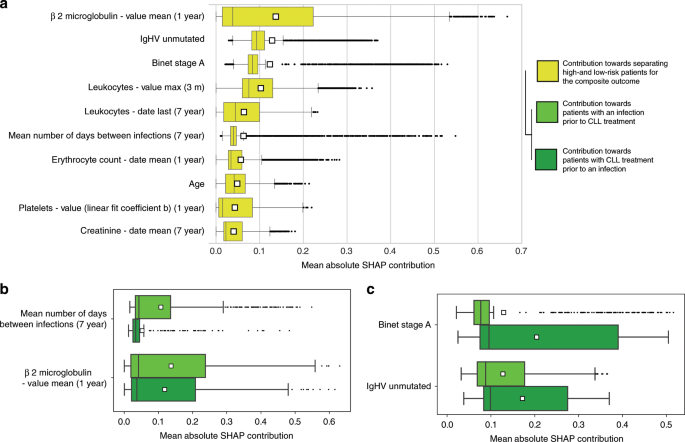 a
β 2 microglobulin - value mean (1 year)
IgHV unmutated
Binet stage A
Leukocytes - value max (3 m)
Leukocytes - date last (7 year)
Mean number of days between infections (7 year)
Erythrocyte count - date mean (1 year)
Age
Platelets - value (linear fit coefficient b) (1 year)
Creatinine - date mean (7 year)
0.0 0.1 0.2 0.3 0.4 0.5 0.6 0.7
Mean absolute SHAP contribution
Contribution towards separating
high-and low-risk patients for
the composite outcome
Contribution towards
patients with an infection
prior to CLL treatment
Contribution towards
patients with CLL treatment
prior to an infection
b
Mean number of days
between infections (7 year)
β 2 microglobulin
- value mean (1 year)
0.0 0.1 0.2 0.3 0.4 0.5 0.6
Mean absolute SHAP contribution
c
Binet stage A
IgHV unmutated
0.0 0.1 0.2 0.3 0.4 0.5
Mean absolute SHAP contribution